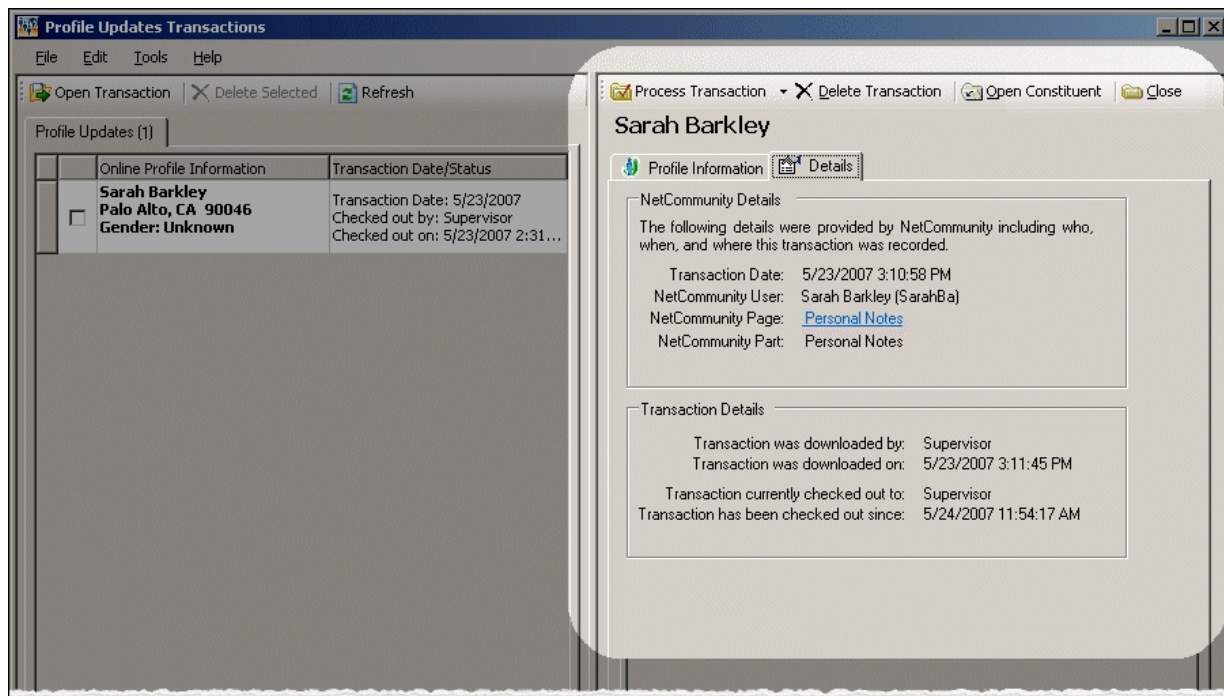 Profile Updates Transactions
File Edit Tools Help
Open Transaction Delete Selected Refresh
Profile Updates (1)
Online Profile Information Transaction Date/Status
Sarah Barkley
Palo Alto, CA 90046
Gender: Unknown
Transaction Date: 5/23/2007
Checked out by: Supervisor
Checked out on: 5/23/2007 2:31...
Process Transaction Delete Transaction Open Constituent Close
Sarah Barkley
Profile Information Details
NetCommunity Details
The following details were provided by NetCommunity including who,
when, and where this transaction was recorded.
Transaction Date: 5/23/2007 3:10:58 PM
NetCommunity User: Sarah Barkley (SarahBa)
NetCommunity Page: Personal Notes
NetCommunity Part: Personal Notes
Transaction Details
Transaction was downloaded by: Supervisor
Transaction was downloaded on: 5/23/2007 3:11:45 PM
Transaction currently checked out to: Supervisor
Transaction has been checked out since: 5/24/2007 11:54:17 AM